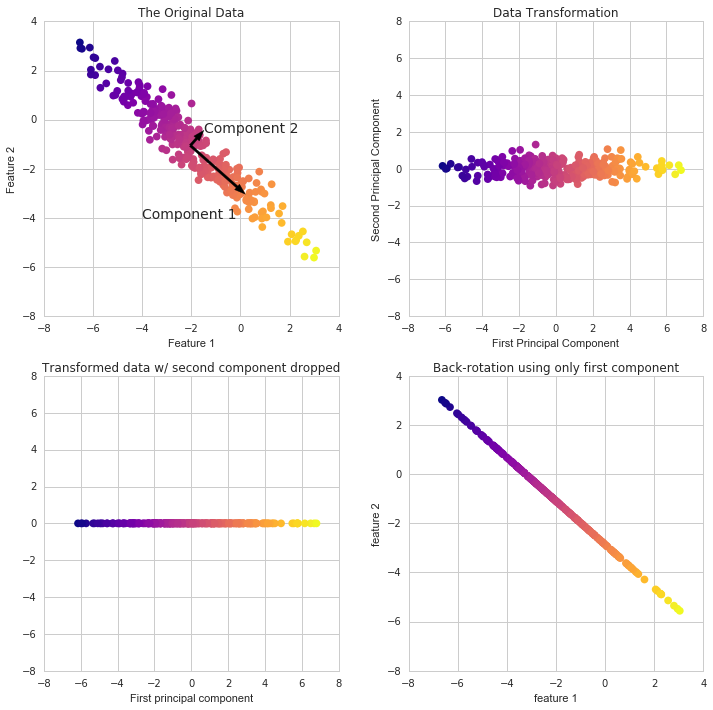 The Original Data
4
2
0
−2
−4
−6
−8
Feature 2
Component 2
Component 1
−8 −6 −4 −2 0 2 4
Feature 1
Data Transformation
8
6
4
2
0
−2
−4
−6
−8
Second Principal Component
−8 −6 −4 −2 0 2 4 6 8
First Principal Component
Transformed data w/ second component dropped
8
6
4
2
0
−2
−4
−6
−8
−8 −6 −4 −2 0 2 4 6 8
First principal component
Back-rotation using only first component
4
2
0
−2
−4
−6
−8
feature 2
−8 −6 −4 −2 0 2 4
feature 1